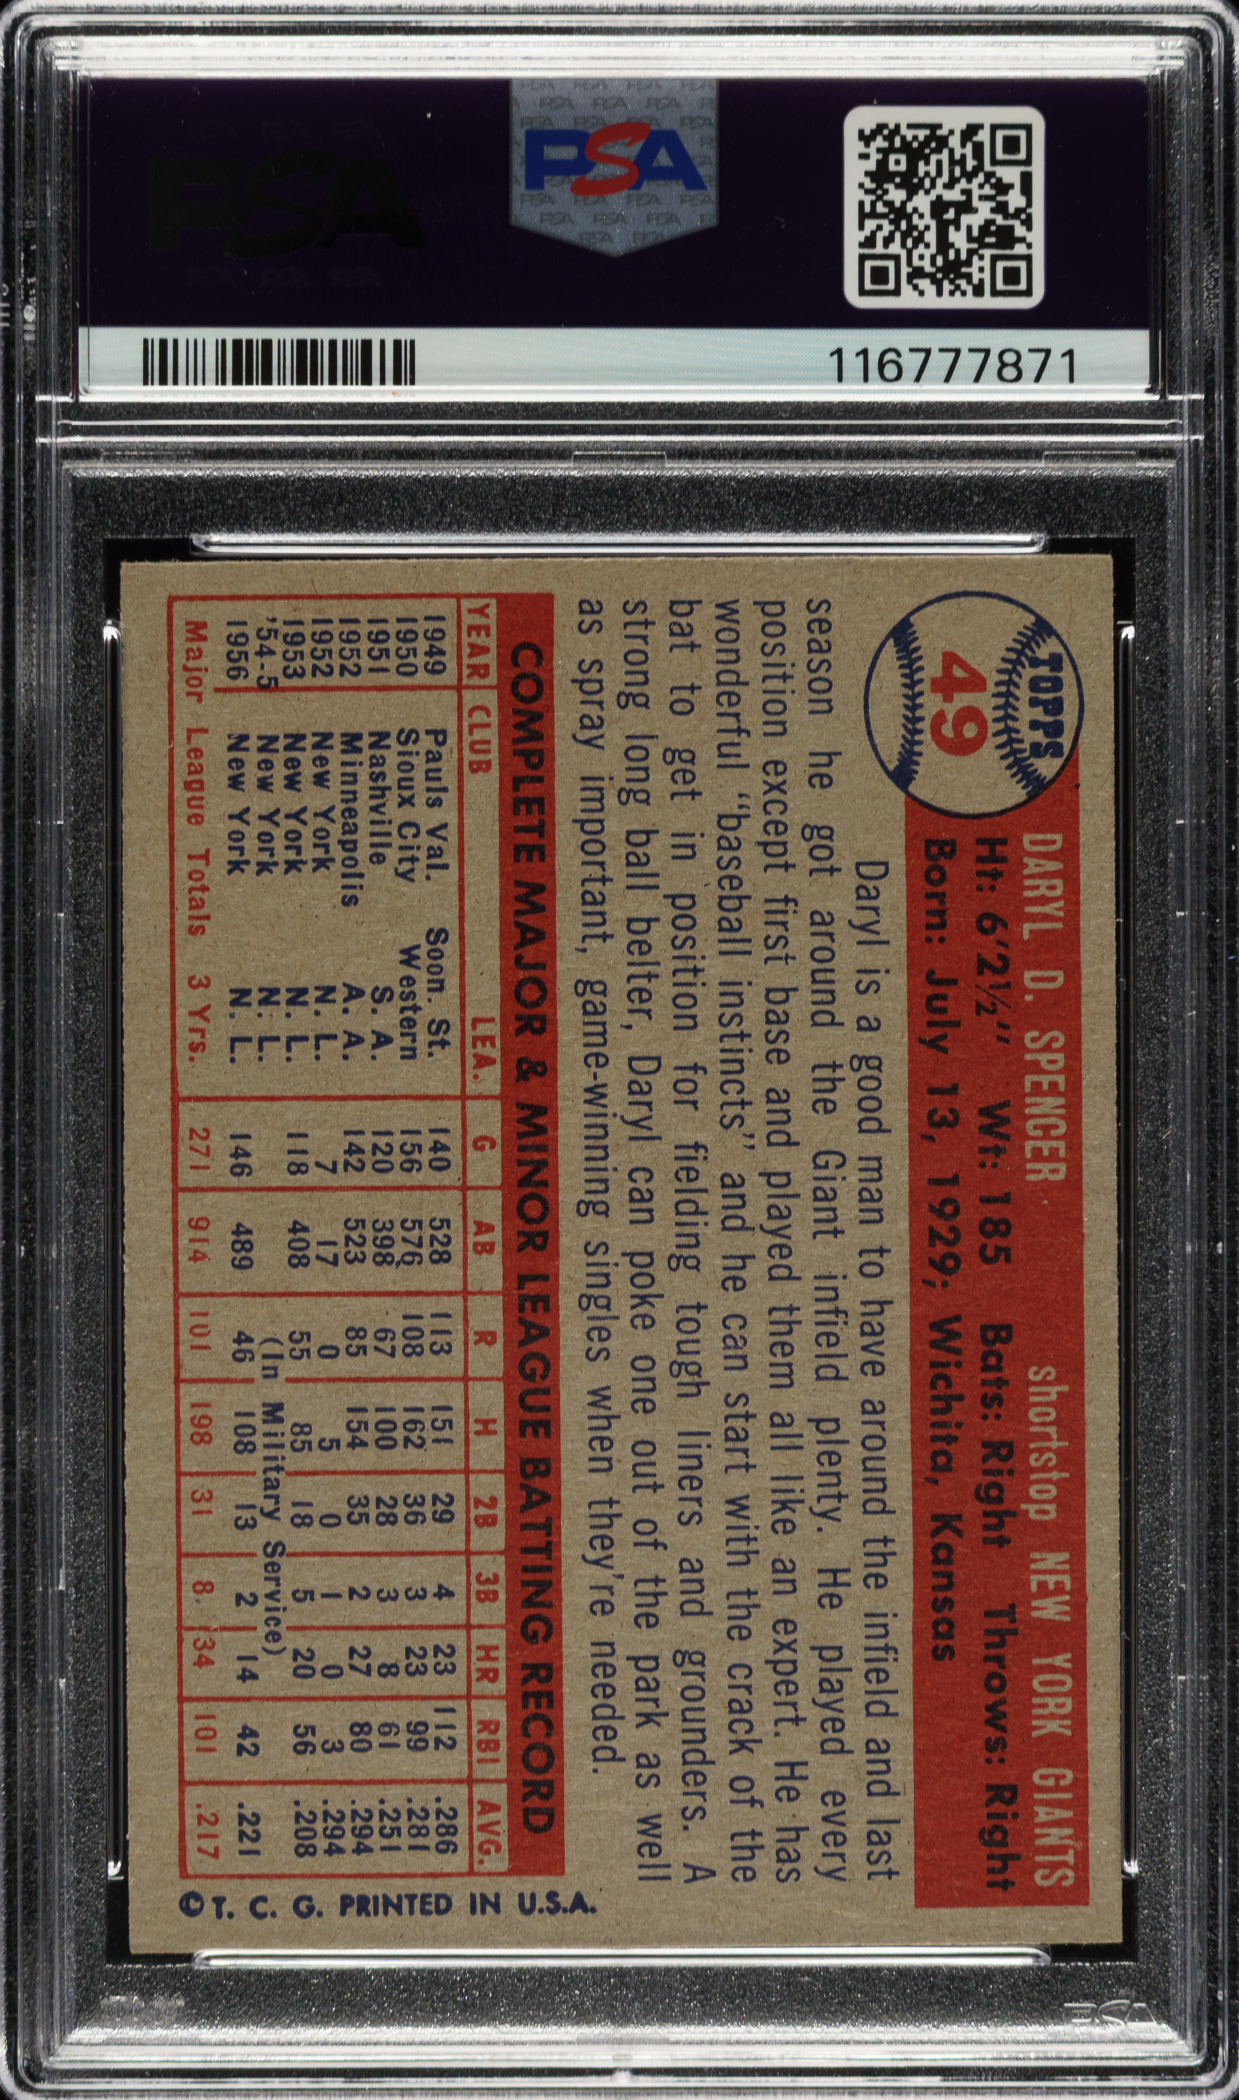 PSA
PSA
116777871
TOPPS
49
DARYL D. SPENCER shortstop NEW YORK GIANTS
Ht: 6'2½" Wt: 185 Bats: Right Throws: Right
Born: July 13, 1929; Wichita, Kansas
Daryl is a good man to have around the infield and last
season he got around the Giant infield plenty. He played every
position except first base and played them all like an expert. He has
wonderful "baseball instincts" and he can start with the crack of the
bat to get in position for fielding tough liners and grounders. A
strong long ball belter, Daryl can poke one out of the park as well
as spray important, game-winning singles when they're needed.
COMPLETE MAJOR & MINOR LEAGUE BATTING RECORD
YEAR CLUB LEA. G AB R H 2B 3B HR RBI AVG.
1949 Pauls Val. Soon. St. 140 528 113 151 29 4 23 112 .286
1950 Sioux City Western 156 576 108 162 36 3 23 99 .281
1951 Nashville S. A. 120 398 67 100 28 3 8 61 .251
1952 Minneapolis A. A. 142 523 85 154 35 2 27 80 .294
1952 New York N. L. 7 17 0 5 0 1 0 3 .294
1953 New York N. L. 118 408 55 85 18 5 20 56 .208
'54-5 New York N. L. (In Military Service)
1956 New York N. L. 146 489 46 108 13 2 14 42 .221
Major League Totals 3 Yrs. 271 914 101 198 31 8 34 101 .217
© T. C. G. PRINTED IN U.S.A.
PSA